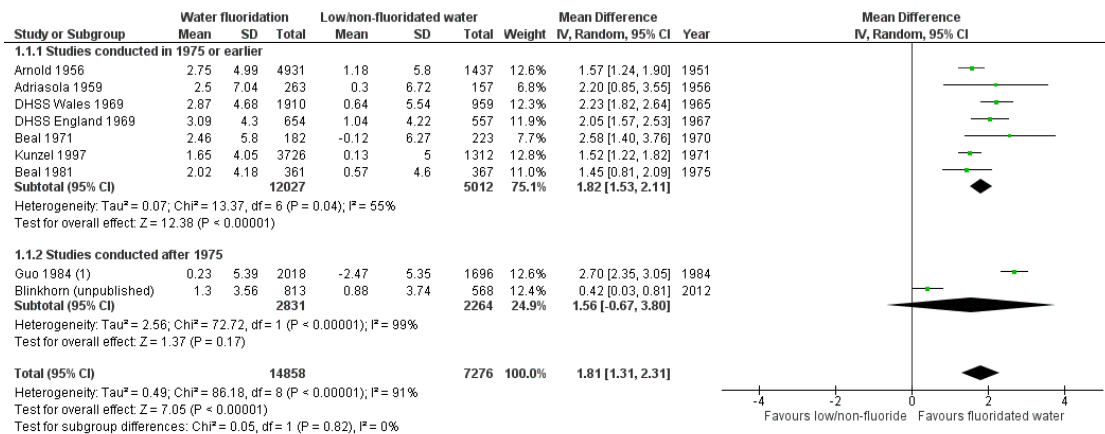 Water fluoridation Low/non-fluoridated water Mean Difference Mean Difference
Study or Subgroup Mean SD Total Mean SD Total Weight IV, Random, 95% CI Year IV, Random, 95% CI
1.1.1 Studies conducted in 1975 or earlier
Arnold 1956 2.75 4.99 4931 1.18 5.8 1437 12.6% 1.57 [1.24, 1.90] 1951
Adriasola 1959 2.5 7.04 263 0.3 6.72 157 6.8% 2.20 [0.85, 3.55] 1956
DHSS Wales 1969 2.87 4.68 1910 0.64 5.54 959 12.3% 2.23 [1.82, 2.64] 1965
DHSS England 1969 3.09 4.3 654 1.04 4.22 557 11.9% 2.05 [1.57, 2.53] 1967
Beal 1971 2.46 5.8 182 -0.12 6.27 223 7.7% 2.58 [1.40, 3.76] 1970
Kunzel 1997 1.65 4.05 3726 0.13 5 1312 12.8% 1.52 [1.22, 1.82] 1971
Beal 1981 2.02 4.18 361 0.57 4.6 367 11.0% 1.45 [0.81, 2.09] 1975
Subtotal (95% CI) 12027 5012 75.1% 1.82 [1.53, 2.11]
Heterogeneity: Tau² = 0.07; Chi² = 13.37, df = 6 (P = 0.04); I² = 55%
Test for overall effect: Z = 12.38 (P < 0.00001)
1.1.2 Studies conducted after 1975
Guo 1984 (1) 0.23 5.39 2018 -2.47 5.35 1696 12.6% 2.70 [2.35, 3.05] 1984
Blinkhorn (unpublished) 1.3 3.56 813 0.88 3.74 568 12.4% 0.42 [0.03, 0.81] 2012
Subtotal (95% CI) 2831 2264 24.9% 1.56 [-0.67, 3.80]
Heterogeneity: Tau² = 2.56; Chi² = 72.72, df = 1 (P < 0.00001); I² = 99%
Test for overall effect: Z = 1.37 (P = 0.17)
Total (95% CI) 14858 7276 100.0% 1.81 [1.31, 2.31]
Heterogeneity: Tau² = 0.49; Chi² = 86.18, df = 8 (P < 0.00001); I² = 91%
Test for overall effect: Z = 7.05 (P < 0.00001)
Test for subgroup differences: Chi² = 0.05, df = 1 (P = 0.82), I² = 0%
-4 -2 0 2 4
Favours low/non-fluoride Favours fluoridated water